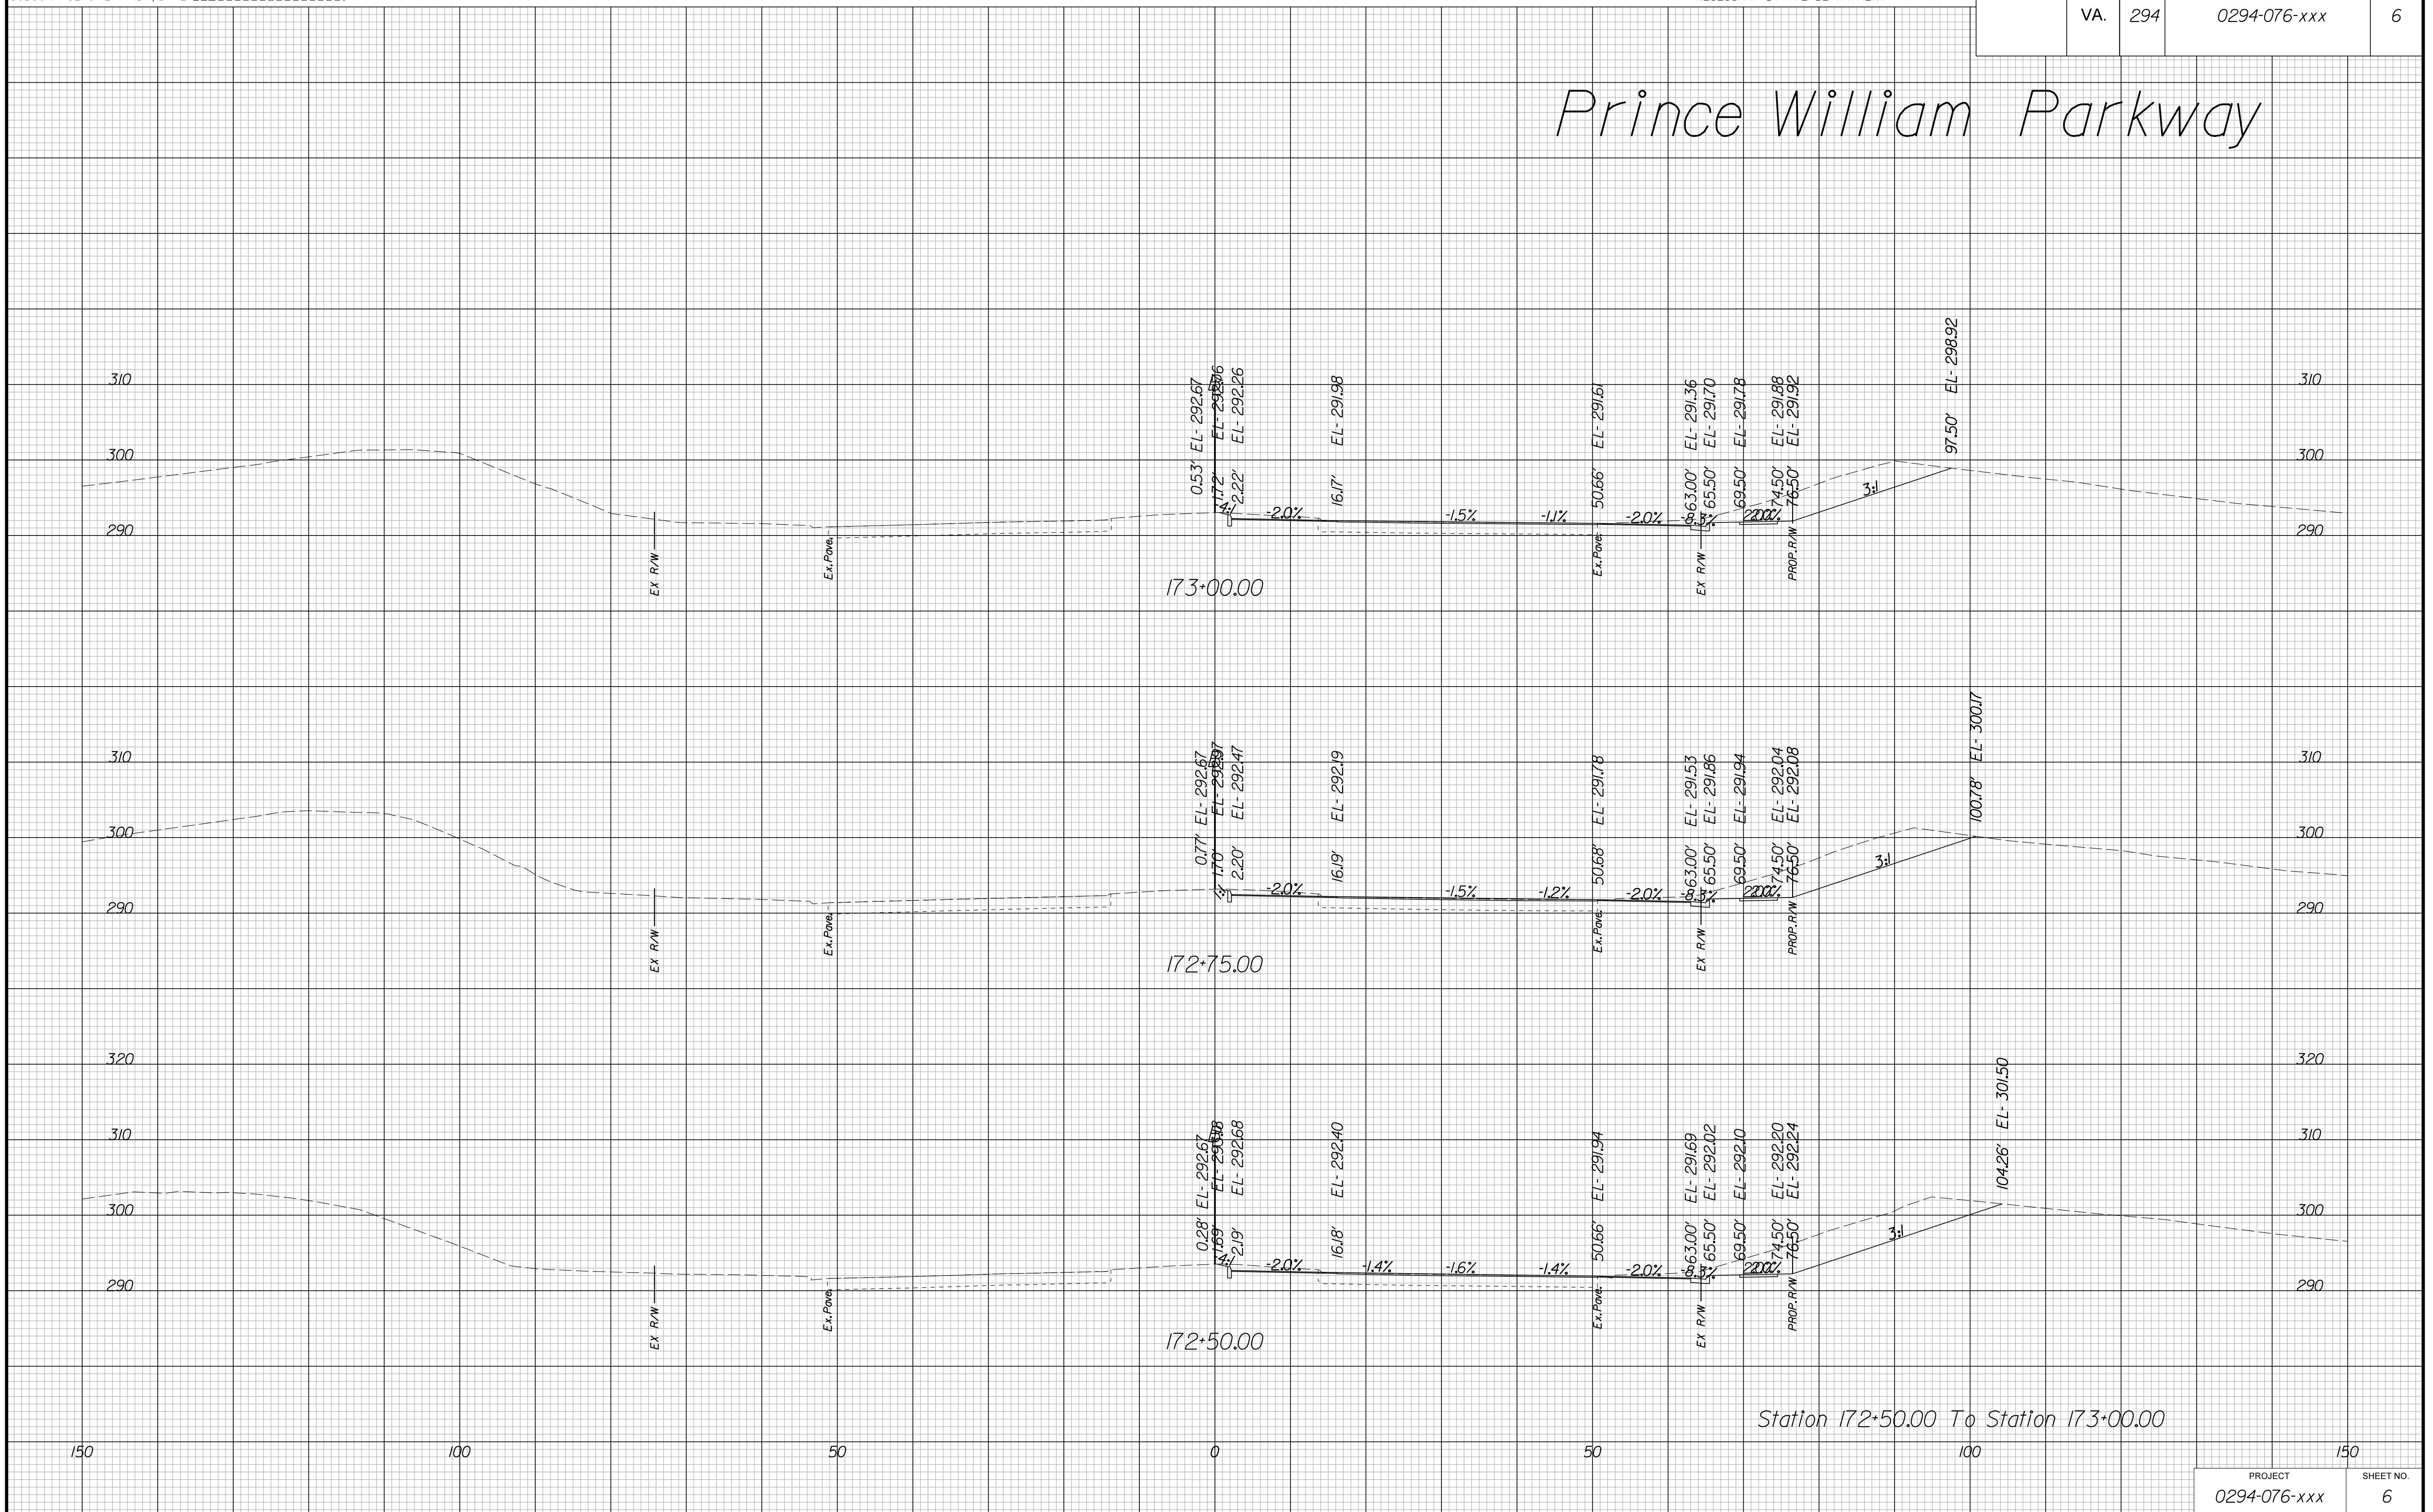 VA. 294 0294-076-xxx 6
Prince William Parkway
0.53' EL- 292.67
1.72'
2.22' EL- 292.26
16.17' EL- 291.98
50.66' EL- 291.61
63.00' EL- 291.36
65.50' EL- 291.70
69.50' EL- 291.78
74.50' EL- 291.88
76.50' EL- 291.92
97.50' EL- 298.92
310 310
300 300
290 290
-4:1 -2.0% -1.5% -1.1% -2.0% -8.3% 3:1
EX R/W Ex.Pave. Ex.Pave. EX R/W PROP.R/W
173+00.00
0.77' EL- 292.67
1.70'
2.20' EL- 292.47
16.19' EL- 292.19
50.68' EL- 291.78
63.00' EL- 291.53
65.50' EL- 291.86
69.50' EL- 291.94
74.50' EL- 292.04
76.50' EL- 292.08
100.78' EL- 300.17
310 310
300 300
290 290
-2.0% -1.5% -1.2% -2.0% -8.3% 3:1
EX R/W Ex.Pave. Ex.Pave. EX R/W PROP.R/W
172+75.00
320 320
0.28' EL- 292.67
1.69'
2.19' EL- 292.68
16.18' EL- 292.40
50.66' EL- 291.94
63.00' EL- 291.69
65.50' EL- 292.02
69.50' EL- 292.10
74.50' EL- 292.20
76.50' EL- 292.24
104.26' EL- 301.50
310 310
300 300
290 290
-4:1 -2.0% -1.4% -1.6% -1.4% -2.0% -8.3% 3:1
EX R/W Ex.Pave. Ex.Pave. EX R/W PROP.R/W
172+50.00
Station 172+50.00 To Station 173+00.00
150 100 50 0 50 100 150
PROJECT SHEET NO.
0294-076-xxx 6